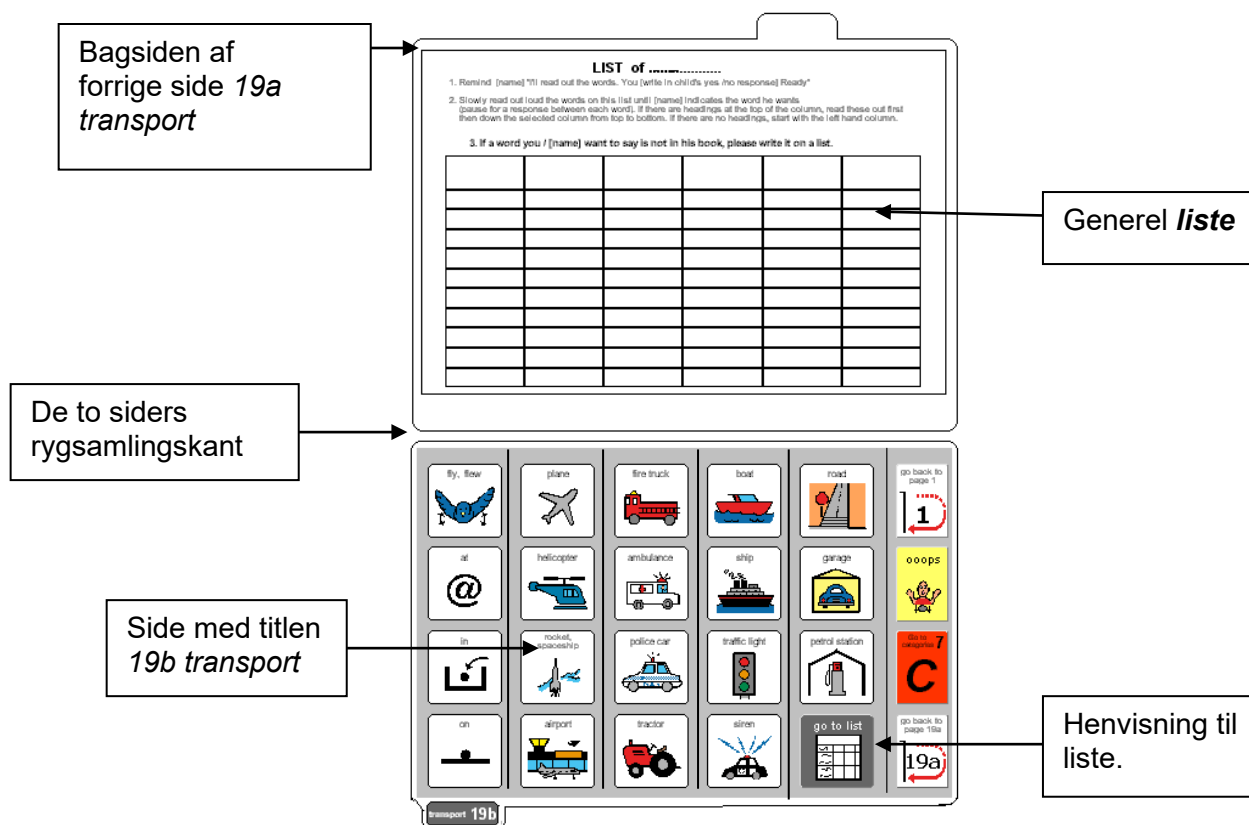 Bagsiden af
forrige side 19a
transport
LIST of ....................
1. Remind [name] "I'll read out the words. You [write in child's yes /no response] Ready"
2. Slowly read out loud the words on this list until [name] indicates the word he wants
(pause for a response between each word). If there are headings at the top of the column, read these out first
then down the selected column from top to bottom. If there are no headings, start with the left hand column.
3. If a word you / [name] want to say is not in his book, please write it on a list.
Generel liste
De to siders
rygsamlingskant
fly, flew
plane
fire truck
boat
road
go back to
page 1
1
at
@
helicopter
ambulance
ship
garage
ooops
Side med titlen
19b transport
in
rocket,
spaceship
police car
traffic light
petrol station
Go to
categories 7
C
on
airport
tractor
siren
go to list
go back to
page 19a
19a
Henvisning til
liste.
transport 19b